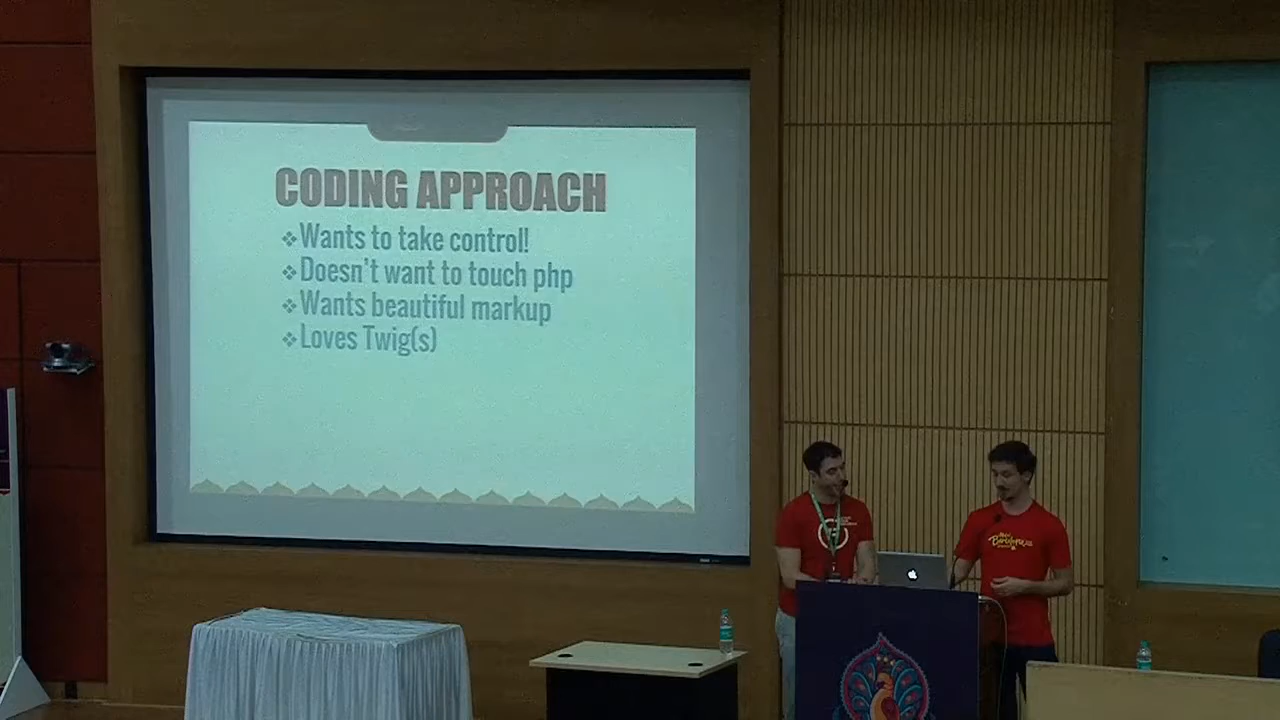 CODING APPROACH
❖Wants to take control!
❖Doesn't want to touch php
❖Wants beautiful markup
❖Loves Twig(s)